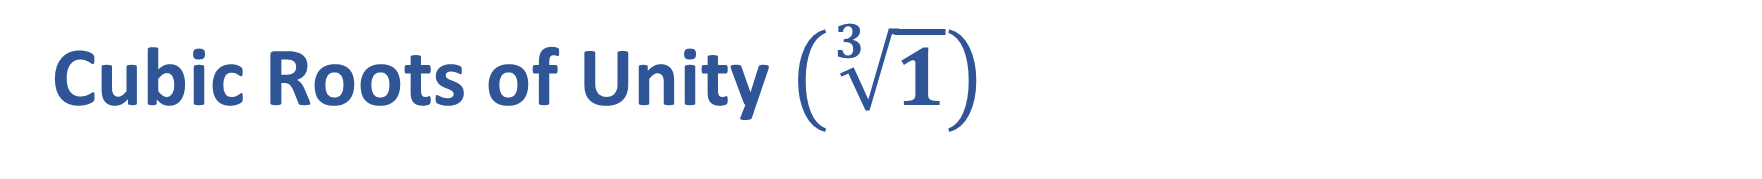 Cubic Roots of Unity (∛1)